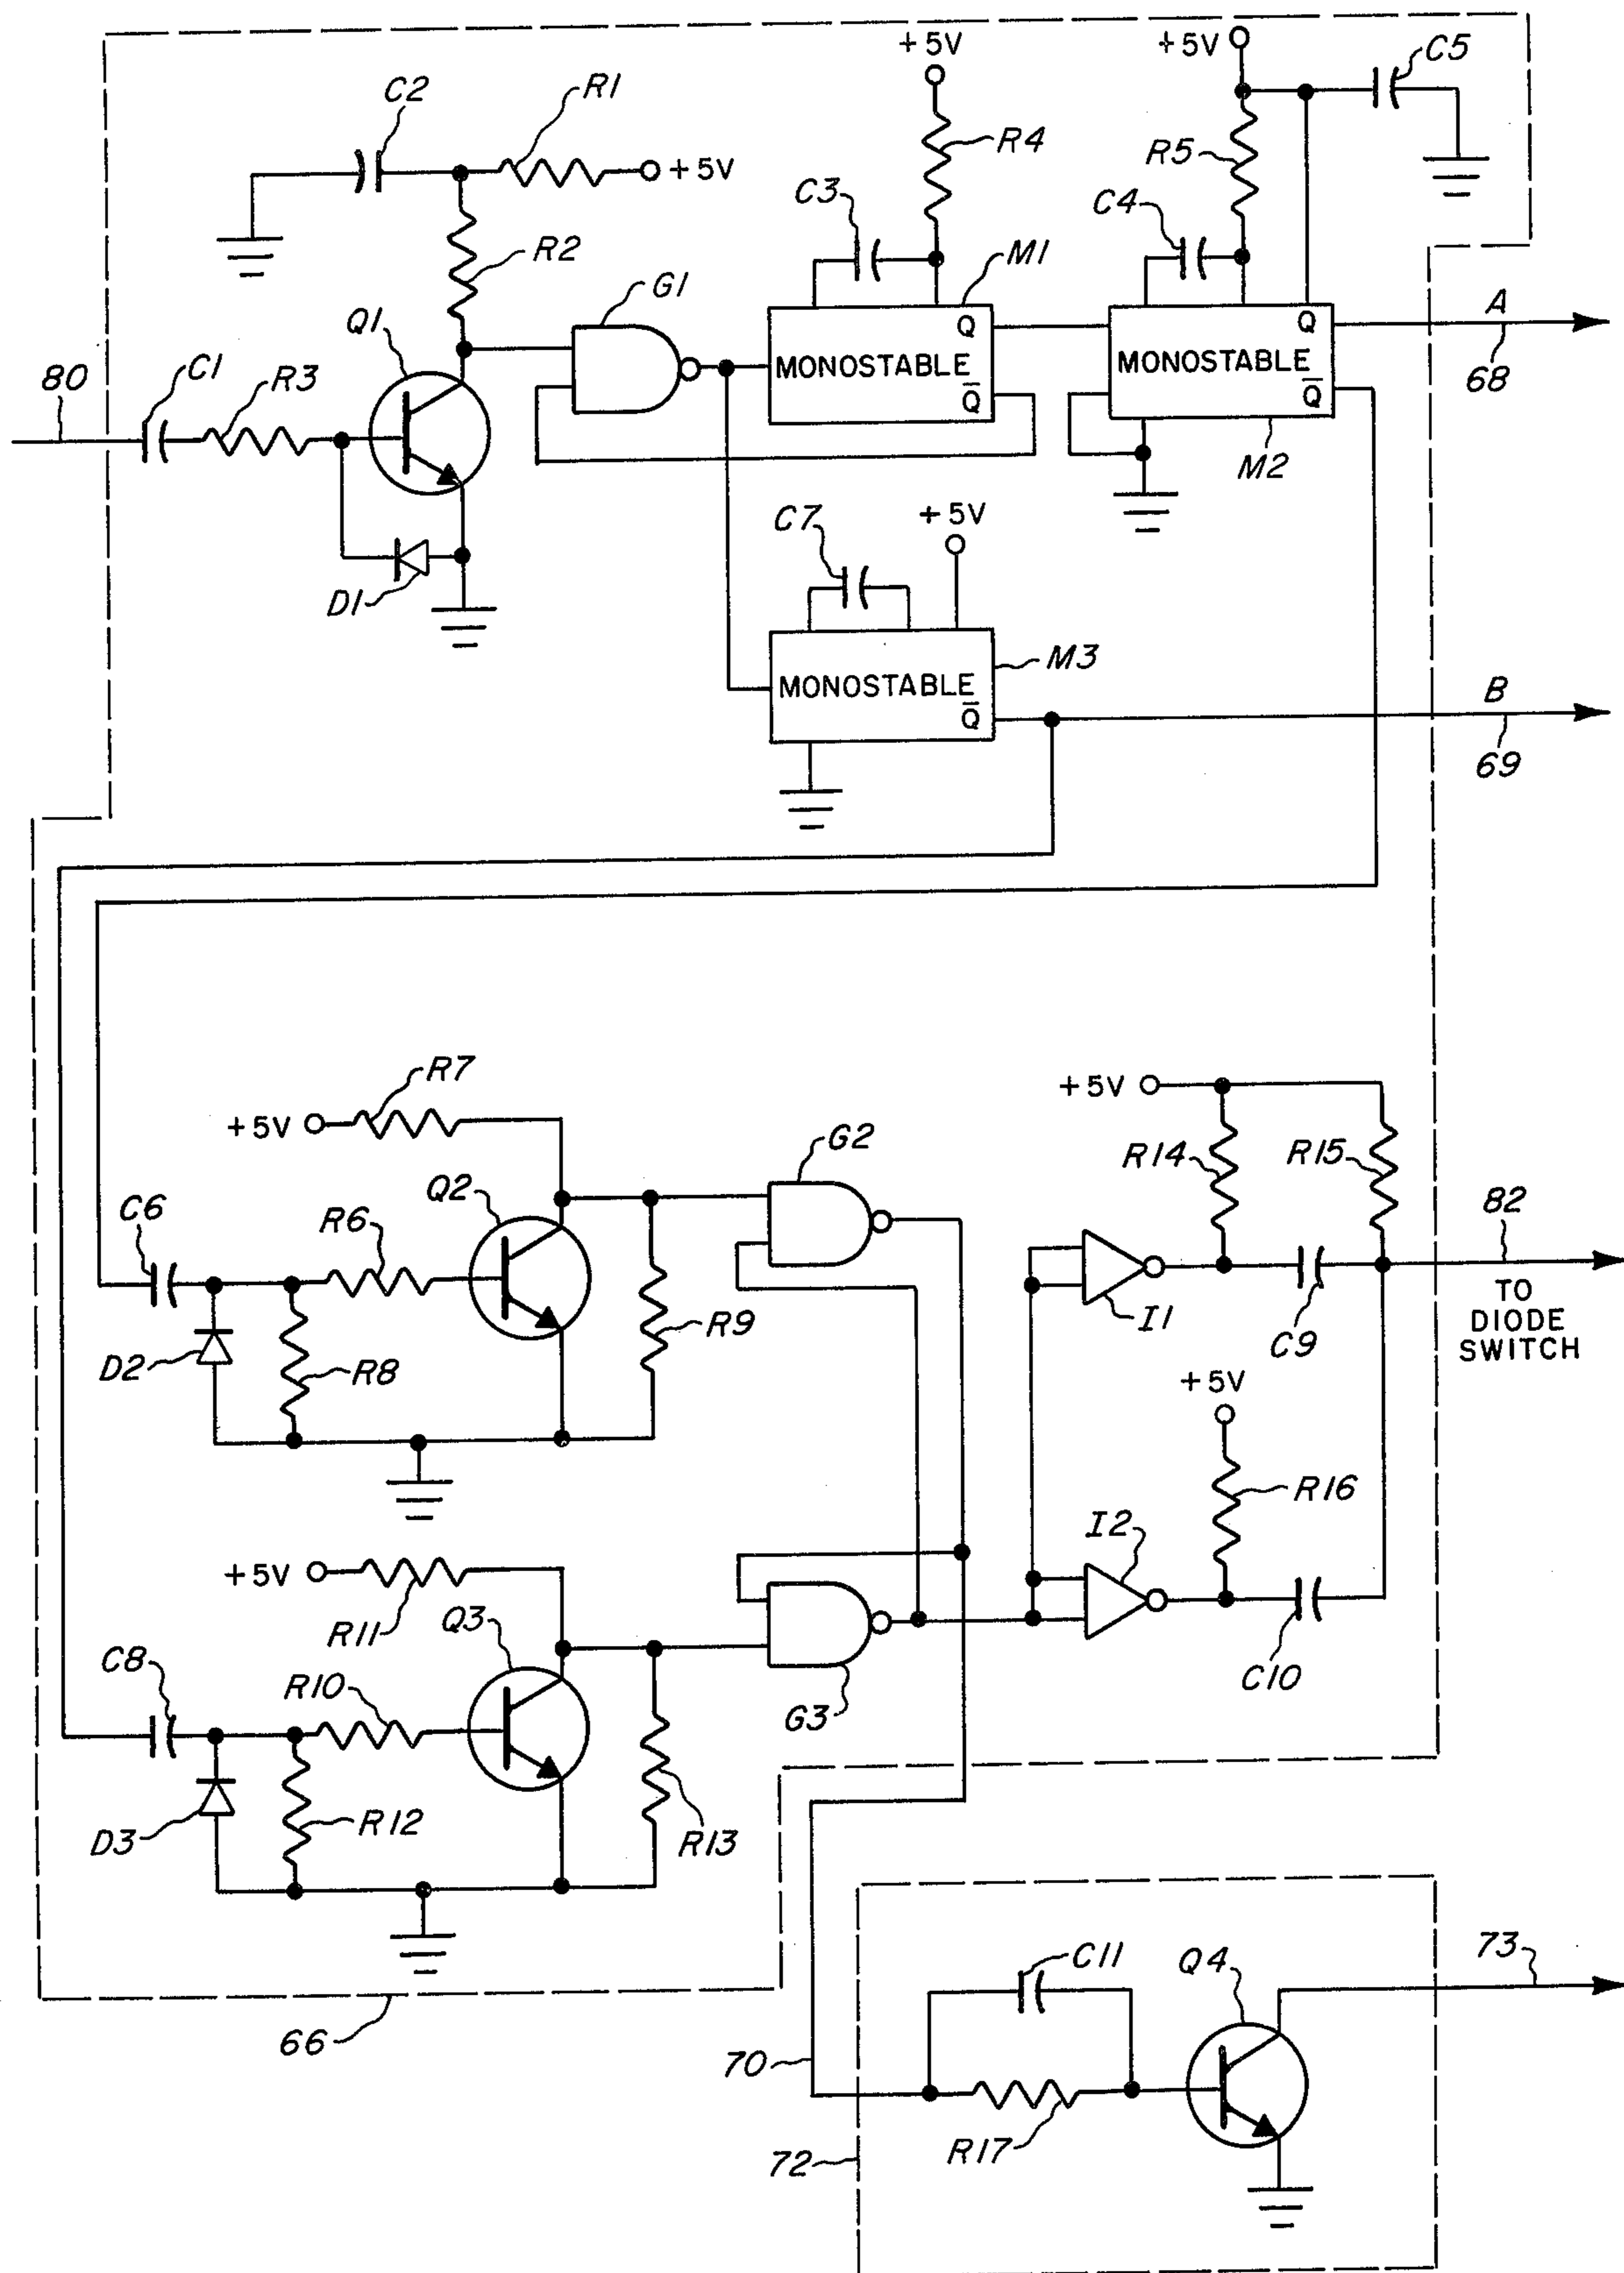 +5V
+5V
C5
C2
R1
R4
R5
+5V
C3
C4
R2
M1
G1
Q1
A
Q
Q
80
C1
R3
MONOSTABLE
MONOSTABLE
68
Q̅
Q̅
M2
C7
+5V
D1
M3
MONOSTABLE
B
Q̅
69
R7
+5V
+5V
G2
R14
R15
Q2
C6
R6
82
TO
DIODE
SWITCH
I1
R9
C9
D2
R8
+5V
R16
I2
+5V
Q3
R11
C8
R10
C10
G3
D3
R12
R13
C11
Q4
73
66
70
R17
72